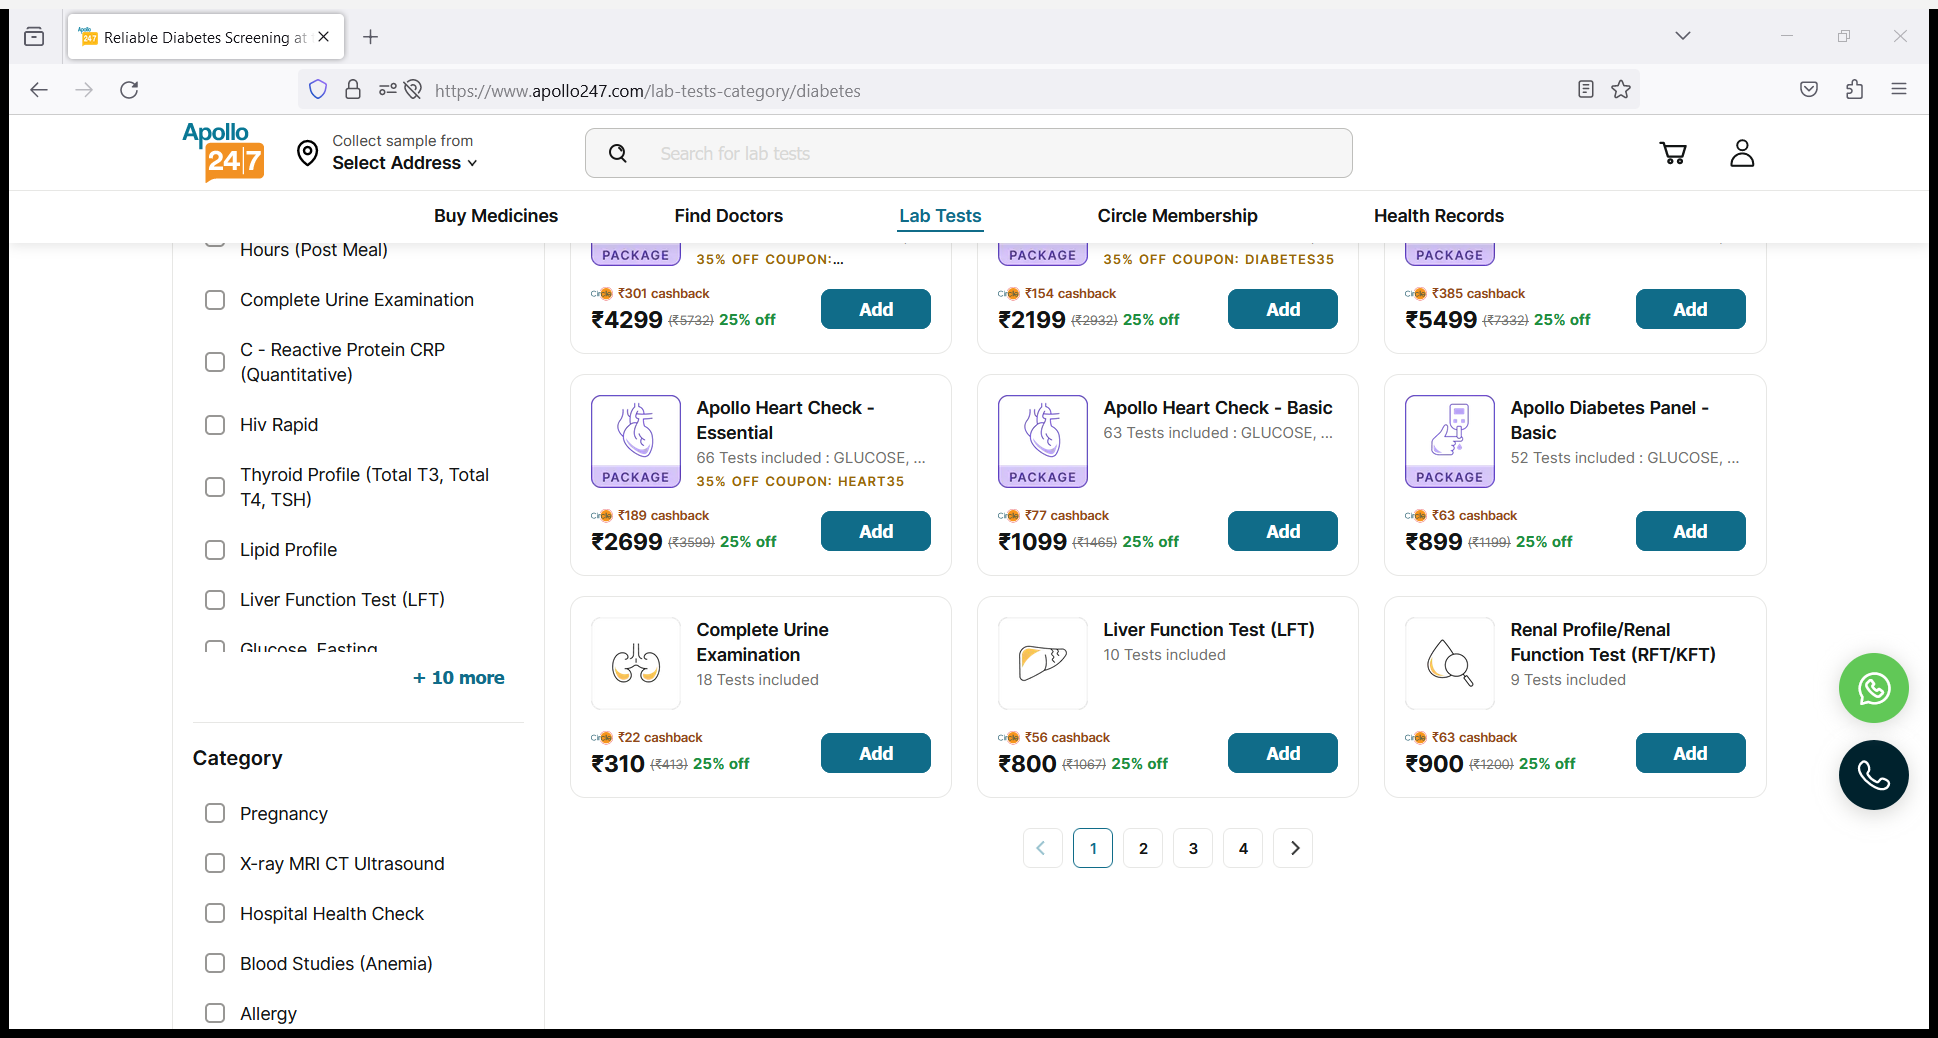 Reliable Diabetes Screening at
https://www.apollo247.com/lab-tests-category/diabetes
Apollo
24|7
Collect sample from
Select Address
Search for lab tests
Buy Medicines
Find Doctors
Lab Tests
Circle Membership
Health Records
Hours (Post Meal)
Complete Urine Examination
C - Reactive Protein CRP
(Quantitative)
Hiv Rapid
Thyroid Profile (Total T3, Total
T4, TSH)
Lipid Profile
Liver Function Test (LFT)
Glucose, Fasting
+ 10 more
Category
Pregnancy
X-ray MRI CT Ultrasound
Hospital Health Check
Blood Studies (Anemia)
Allergy
PACKAGE
35% OFF COUPON:...
Circle ₹301 cashback
₹4299 (₹5732) 25% off
Add
PACKAGE
35% OFF COUPON: DIABETES35
Circle ₹154 cashback
₹2199 (₹2932) 25% off
Add
PACKAGE
Circle ₹385 cashback
₹5499 (₹7332) 25% off
Add
Apollo Heart Check -
Essential
66 Tests included : GLUCOSE, ...
PACKAGE
35% OFF COUPON: HEART35
Circle ₹189 cashback
₹2699 (₹3599) 25% off
Add
Apollo Heart Check - Basic
63 Tests included : GLUCOSE, ...
PACKAGE
Circle ₹77 cashback
₹1099 (₹1465) 25% off
Add
Apollo Diabetes Panel -
Basic
52 Tests included : GLUCOSE, ...
PACKAGE
Circle ₹63 cashback
₹899 (₹1199) 25% off
Add
Complete Urine
Examination
18 Tests included
Circle ₹22 cashback
₹310 (₹413) 25% off
Add
Liver Function Test (LFT)
10 Tests included
Circle ₹56 cashback
₹800 (₹1067) 25% off
Add
Renal Profile/Renal
Function Test (RFT/KFT)
9 Tests included
Circle ₹63 cashback
₹900 (₹1200) 25% off
Add
1
2
3
4